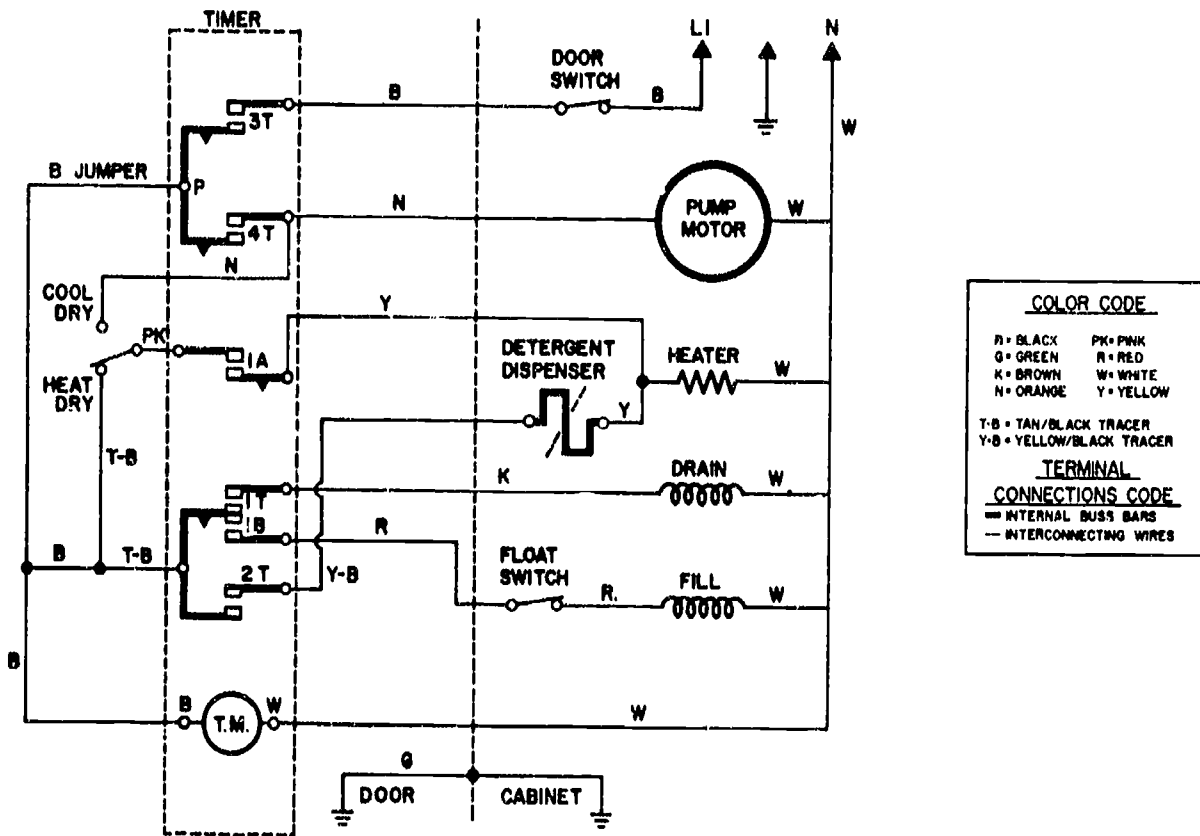 TIMER
L1
N
DOOR
SWITCH
B
B
W
3T
B JUMPER
P
N
PUMP
MOTOR
W
4T
N
COOL
DRY
Y
PK
1A
DETERGENT
DISPENSER
HEATER
W
HEAT
DRY
Y
T-B
K
DRAIN
W
1T
1B
R
B
T-B
2T
Y-B
FLOAT
SWITCH
R.
FILL
W
B
B
T.M.
W
W
G
DOOR
CABINET
COLOR CODE
B = BLACK PK = PINK
G = GREEN R = RED
K = BROWN W = WHITE
N = ORANGE Y = YELLOW
T-B = TAN/BLACK TRACER
Y-B = YELLOW/BLACK TRACER
TERMINAL
CONNECTIONS CODE
INTERNAL BUSS BARS
INTERCONNECTING WIRES